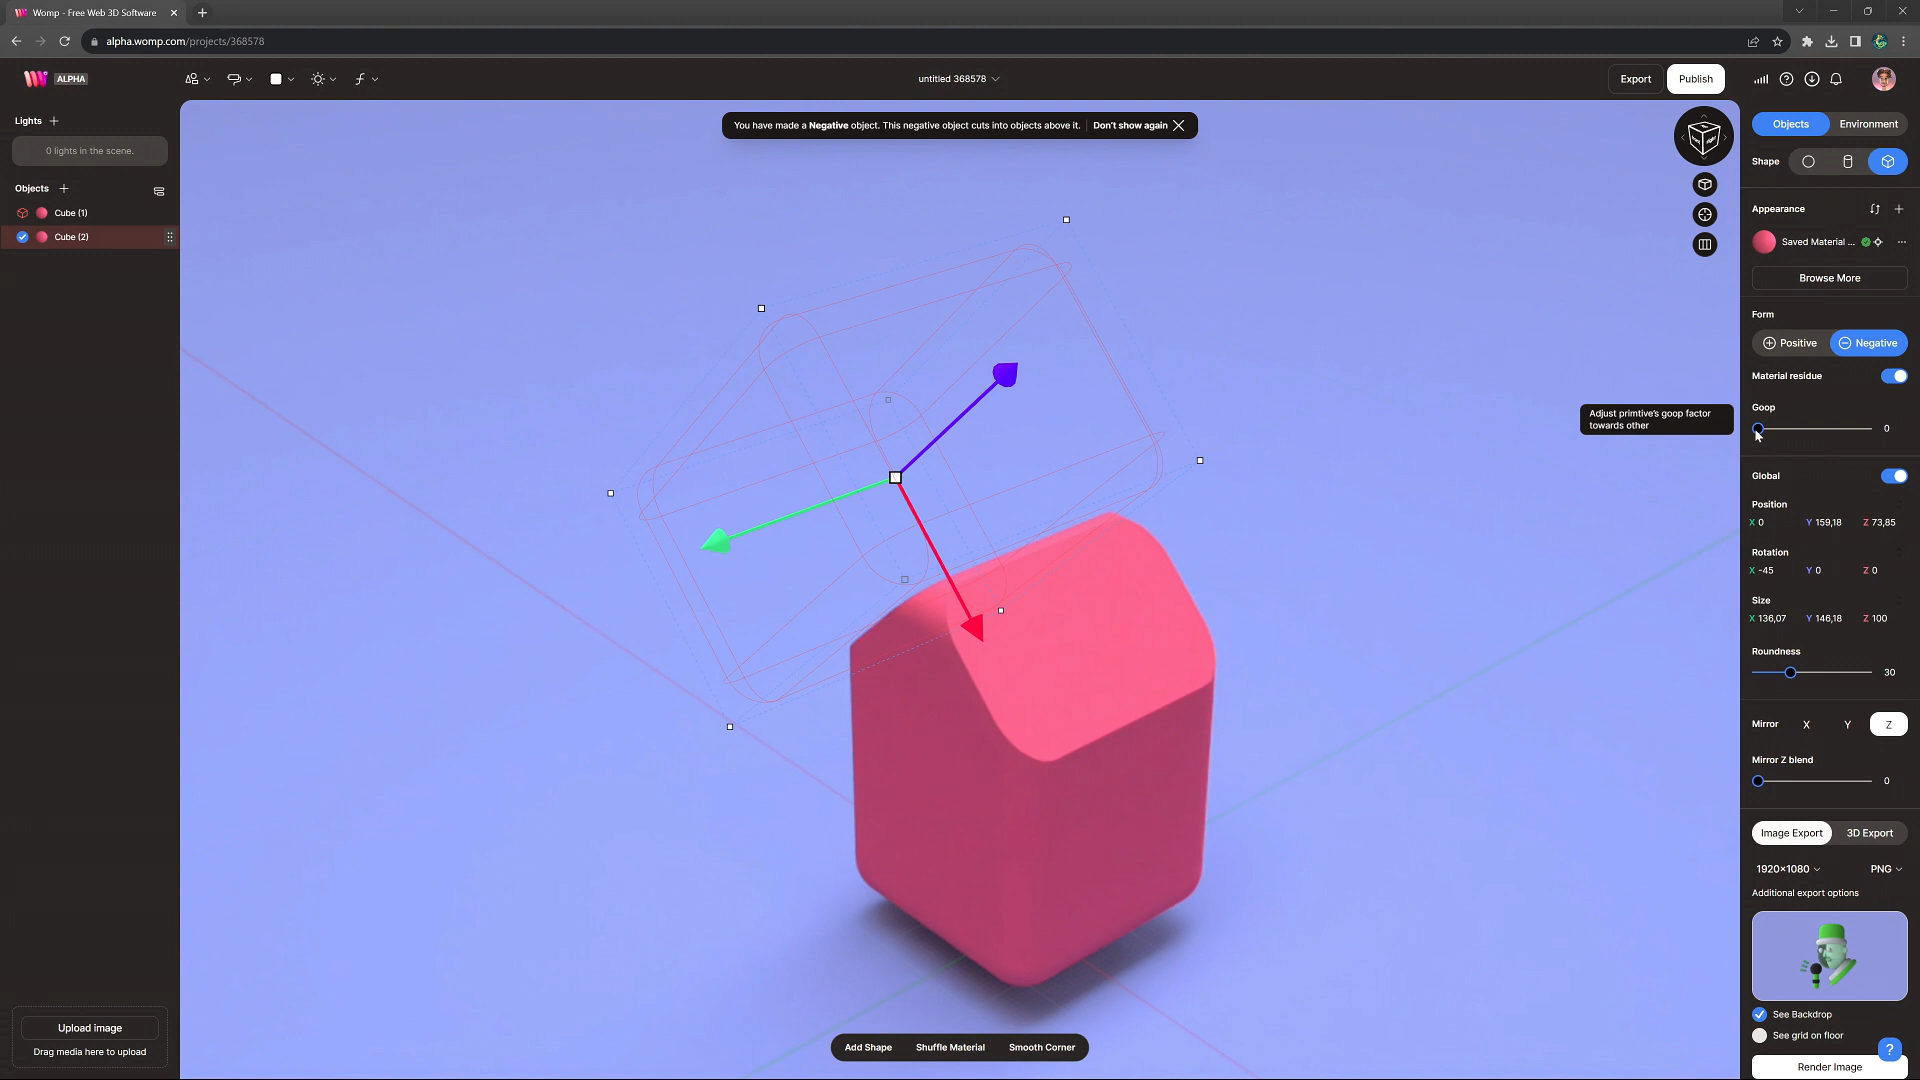 Womp - Free Web 3D Software
alpha.womp.com/projects/368578
ALPHA
untitled 368578
Export
Publish
Lights
0 lights in the scene.
Objects
Cube (1)
Cube (2)
You have made a Negative object. This negative object cuts into objects above it.
Don't show again
Objects
Environment
Shape
Appearance
Saved Material ...
Browse More
Form
Positive
Negative
Material residue
Goop
0
Adjust primtive's goop factor
towards other
Global
Position
X 0 Y 159,18 Z 73,85
Rotation
X -45 Y 0 Z 0
Size
X 136,07 Y 146,18 Z 100
Roundness
30
Mirror X Y Z
Mirror Z blend
0
Image Export
3D Export
1920×1080
PNG
Additional export options
See Backdrop
See grid on floor
?
Render Image
Upload image
Drag media here to upload
Add Shape
Shuffle Material
Smooth Corner